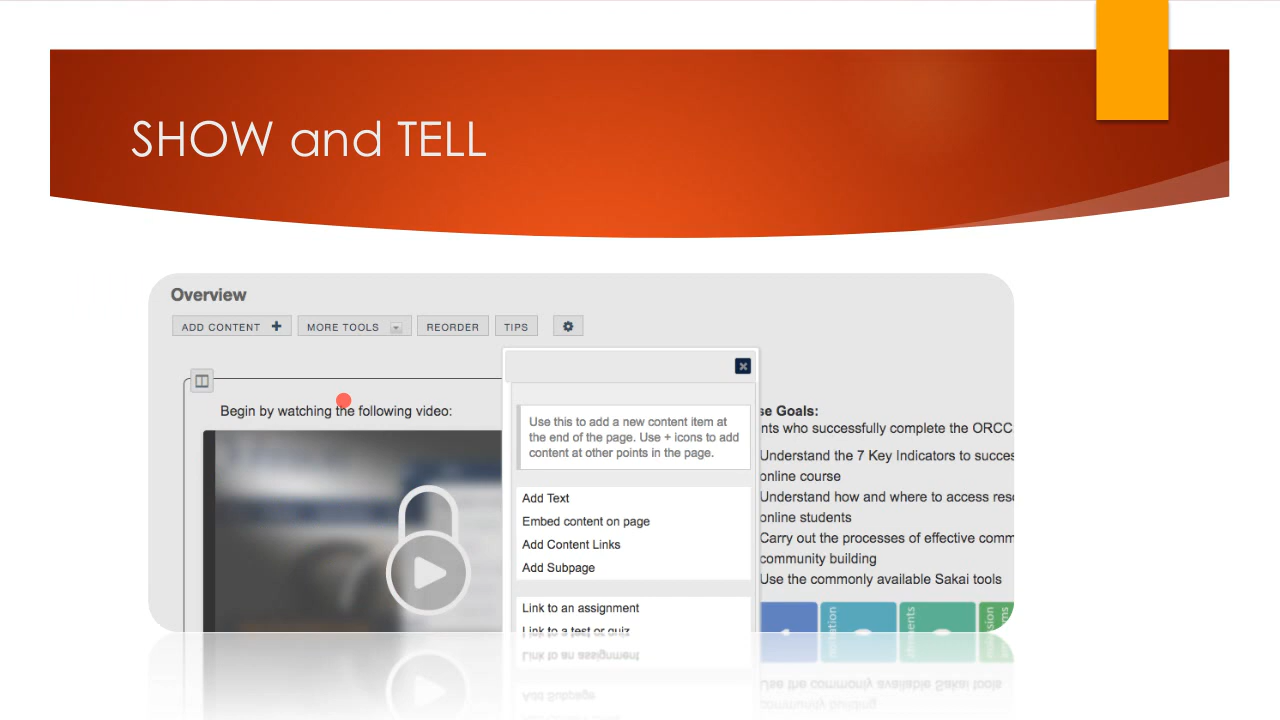 SHOW and TELL
Overview
ADD CONTENT
MORE TOOLS
REORDER
TIPS
Begin by watching the following video:
Use this to add a new content item at
the end of the page. Use + icons to add
content at other points in the page.
Add Text
Embed content on page
Add Content Links
Add Subpage
Link to an assignment
Link to a test or quiz
se Goals:
nts who successfully complete the ORCC
Understand the 7 Key Indicators to succes
online course
Understand how and where to access res
online students
Carry out the processes of effective comm
community building
Use the commonly available Sakai tools